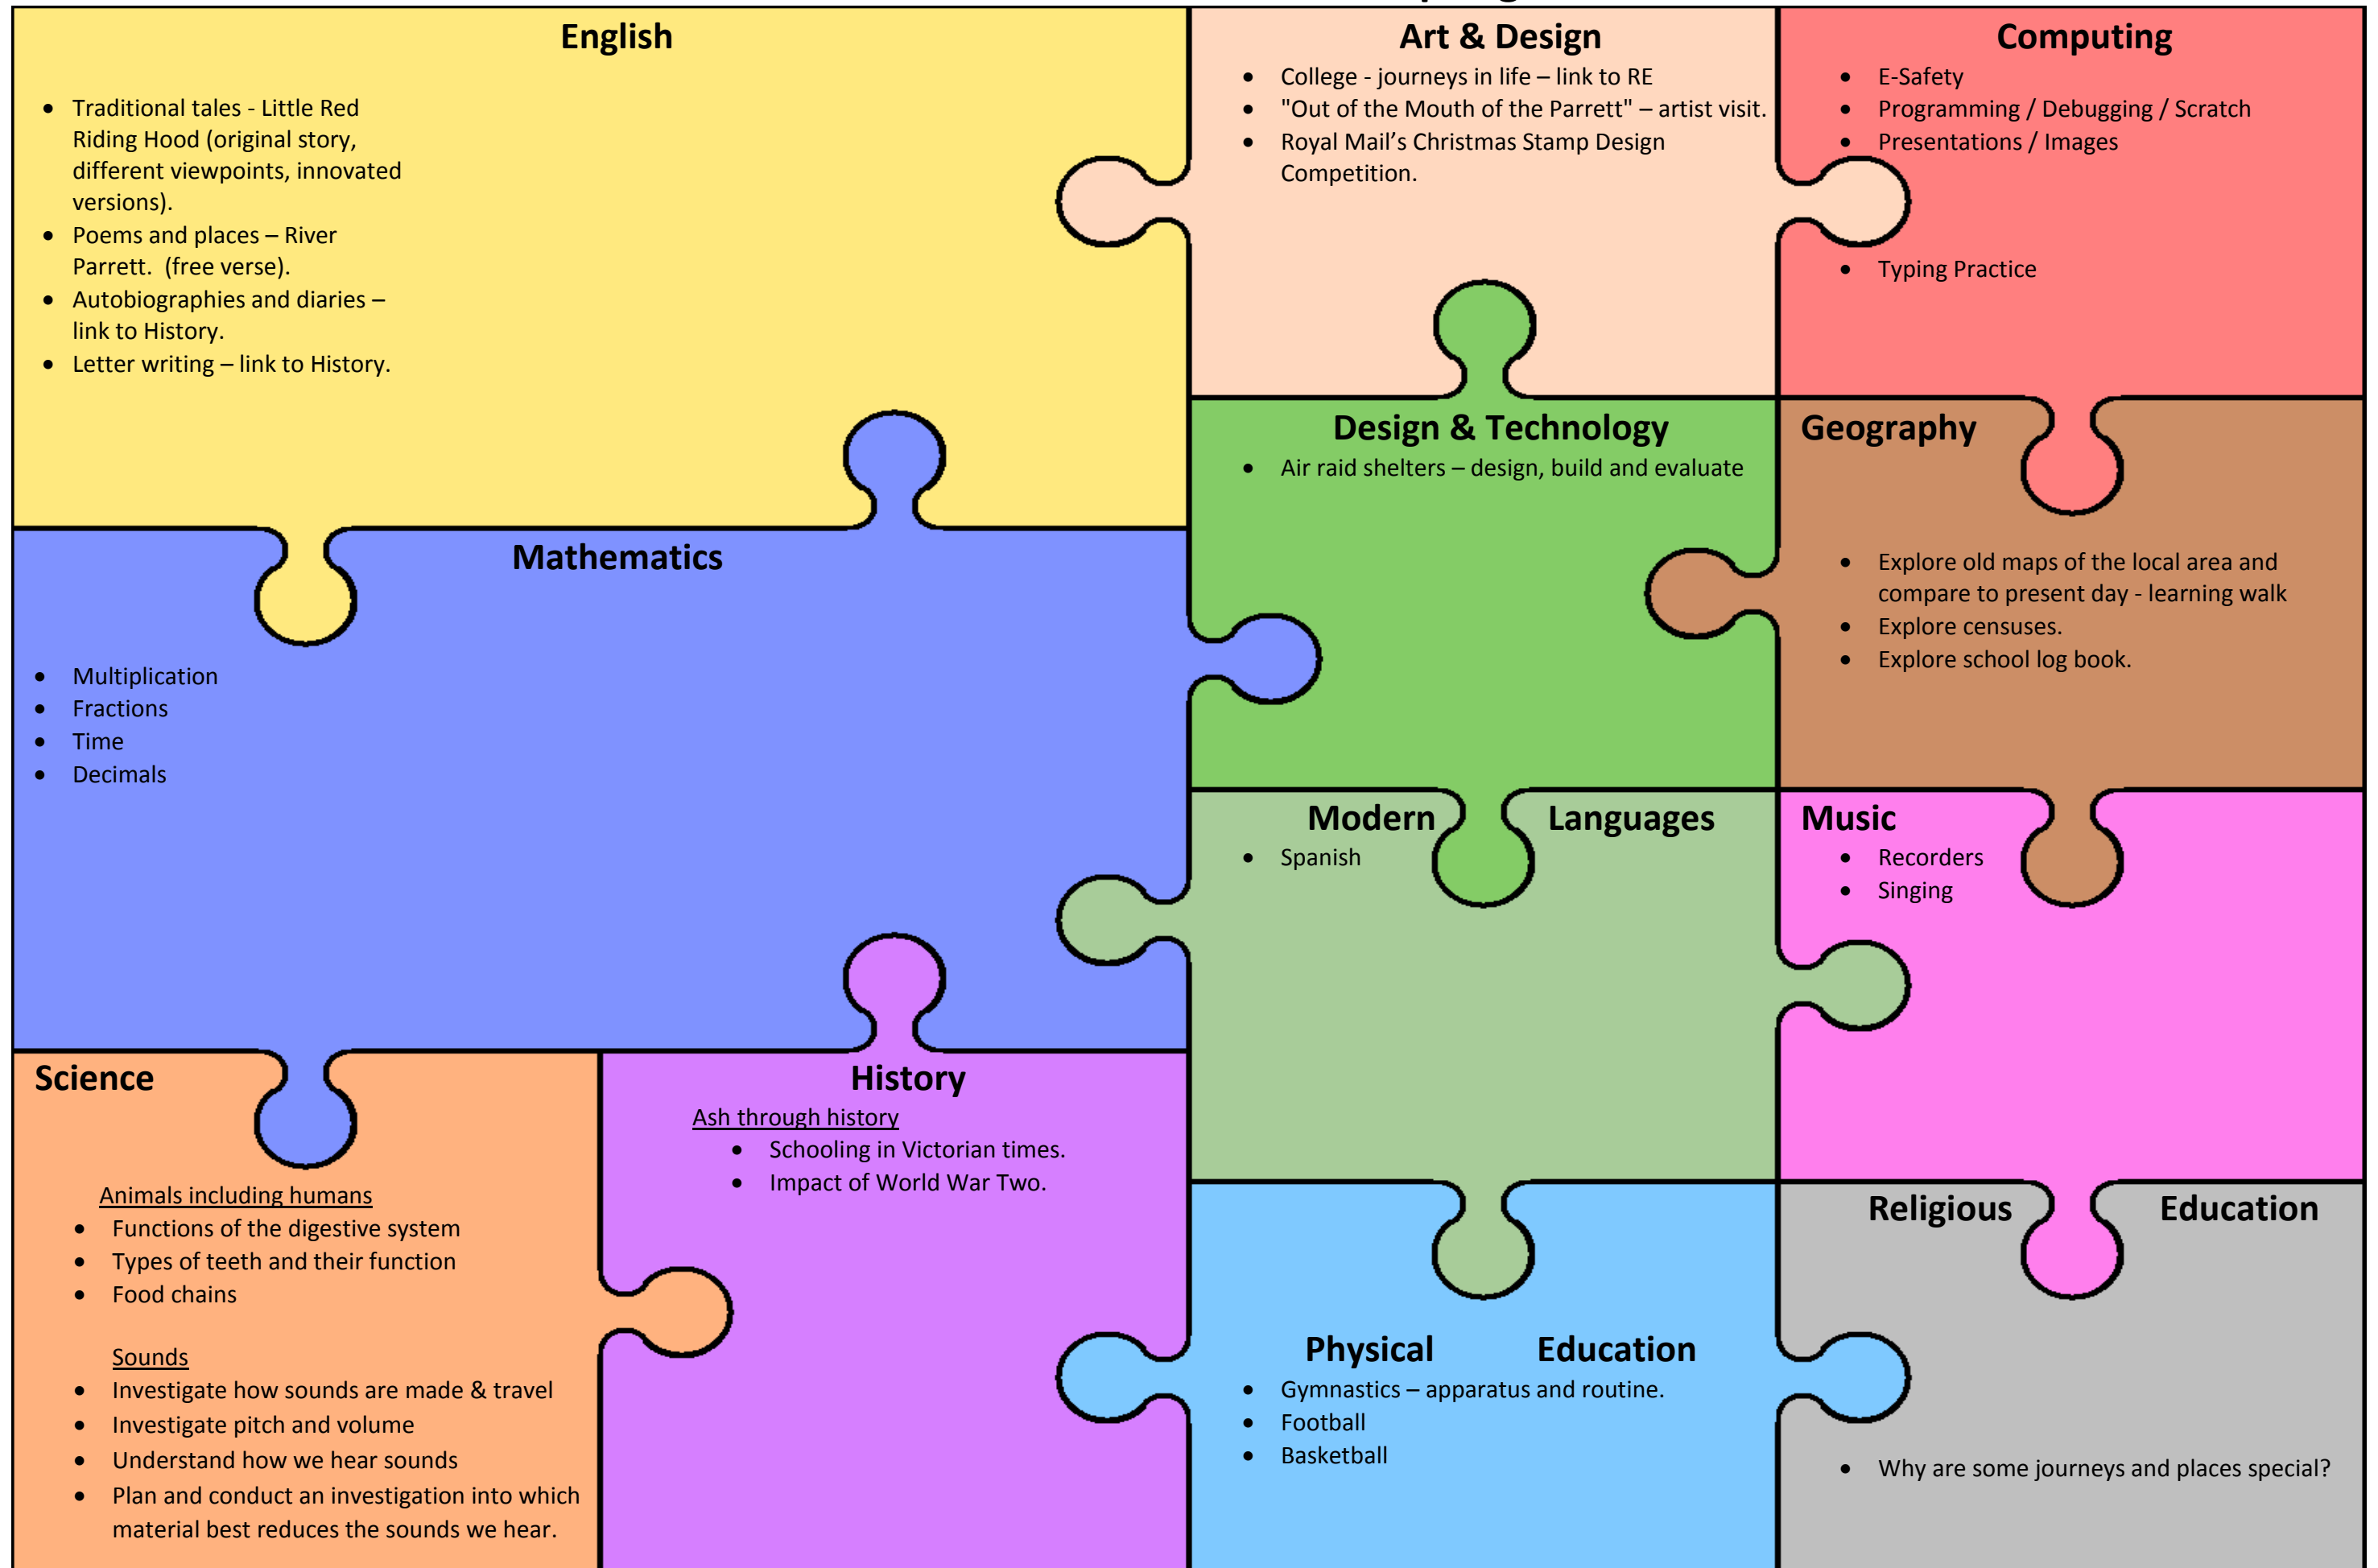 English
• Traditional tales - Little Red
Riding Hood (original story,
different viewpoints, innovated
versions).
• Poems and places – River
Parrett.  (free verse).
• Autobiographies and diaries –
link to History.
• Letter writing – link to History.
Art & Design
• College - journeys in life – link to RE
• "Out of the Mouth of the Parrett" – artist visit.
• Royal Mail’s Christmas Stamp Design
Competition.
Computing
• E-Safety
• Programming / Debugging / Scratch
• Presentations / Images
• Typing Practice
Mathematics
• Multiplication
• Fractions
• Time
• Decimals
Design & Technology
• Air raid shelters – design, build and evaluate
Geography
• Explore old maps of the local area and
compare to present day - learning walk
• Explore censuses.
• Explore school log book.
Modern Languages
• Spanish
Music
• Recorders
• Singing
Science
Animals including humans
• Functions of the digestive system
• Types of teeth and their function
• Food chains
Sounds
• Investigate how sounds are made & travel
• Investigate pitch and volume
• Understand how we hear sounds
• Plan and conduct an investigation into which
material best reduces the sounds we hear.
History
Ash through history
• Schooling in Victorian times.
• Impact of World War Two.
Physical Education
• Gymnastics – apparatus and routine.
• Football
• Basketball
Religious Education
• Why are some journeys and places special?